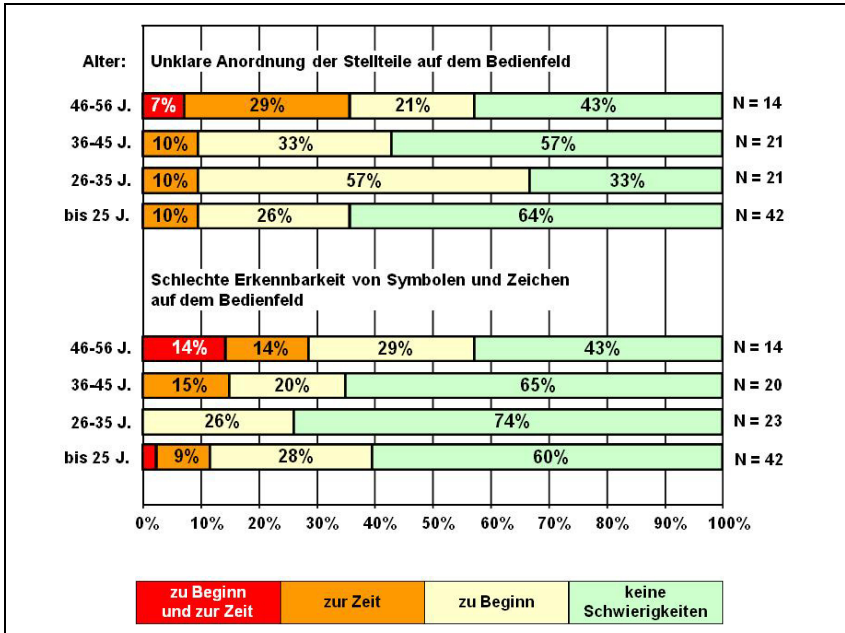 Alter: Unklare Anordnung der Stellteile auf dem Bedienfeld
46-56 J. 7% 29% 21% 43% N = 14
36-45 J. 10% 33% 57% N = 21
26-35 J. 10% 57% 33% N = 21
bis 25 J. 10% 26% 64% N = 42
Schlechte Erkennbarkeit von Symbolen und Zeichen
auf dem Bedienfeld
46-56 J. 14% 14% 29% 43% N = 14
36-45 J. 15% 20% 65% N = 20
26-35 J. 26% 74% N = 23
bis 25 J. 9% 28% 60% N = 42
0% 10% 20% 30% 40% 50% 60% 70% 80% 90% 100%
zu Beginn
und zur Zeit
zur Zeit
zu Beginn
keine
Schwierigkeiten